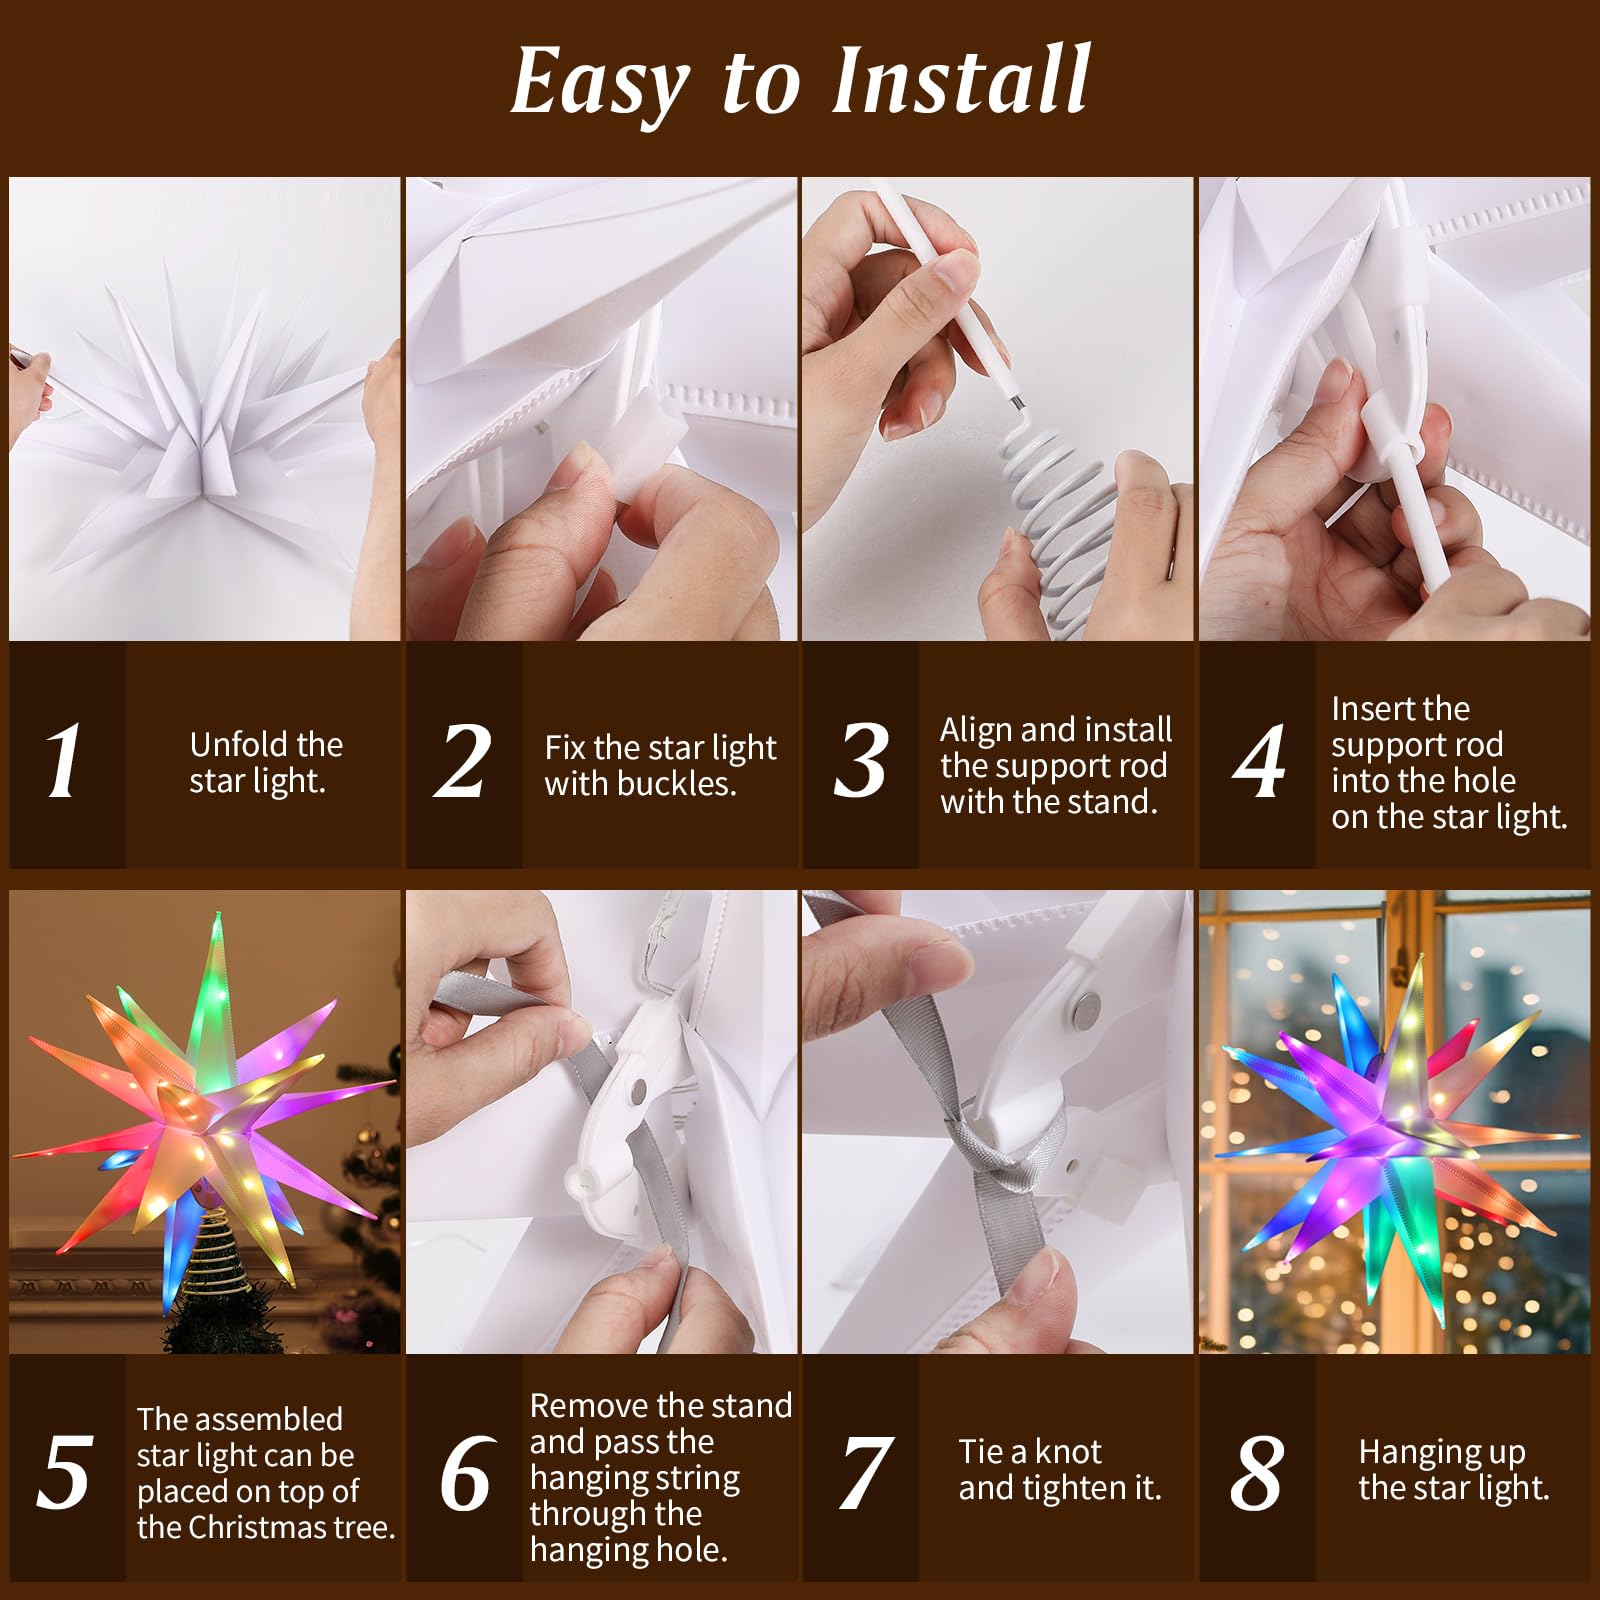 Easy to Install
1
Unfold the
star light.
2
Fix the star light
with buckles.
3
Align and install
the support rod
with the stand.
4
Insert the
support rod
into the hole
on the star light.
5
The assembled
star light can be
placed on top of
the Christmas tree.
6
Remove the stand
and pass the
hanging string
through the
hanging hole.
7
Tie a knot
and tighten it.
8
Hanging up
the star light.